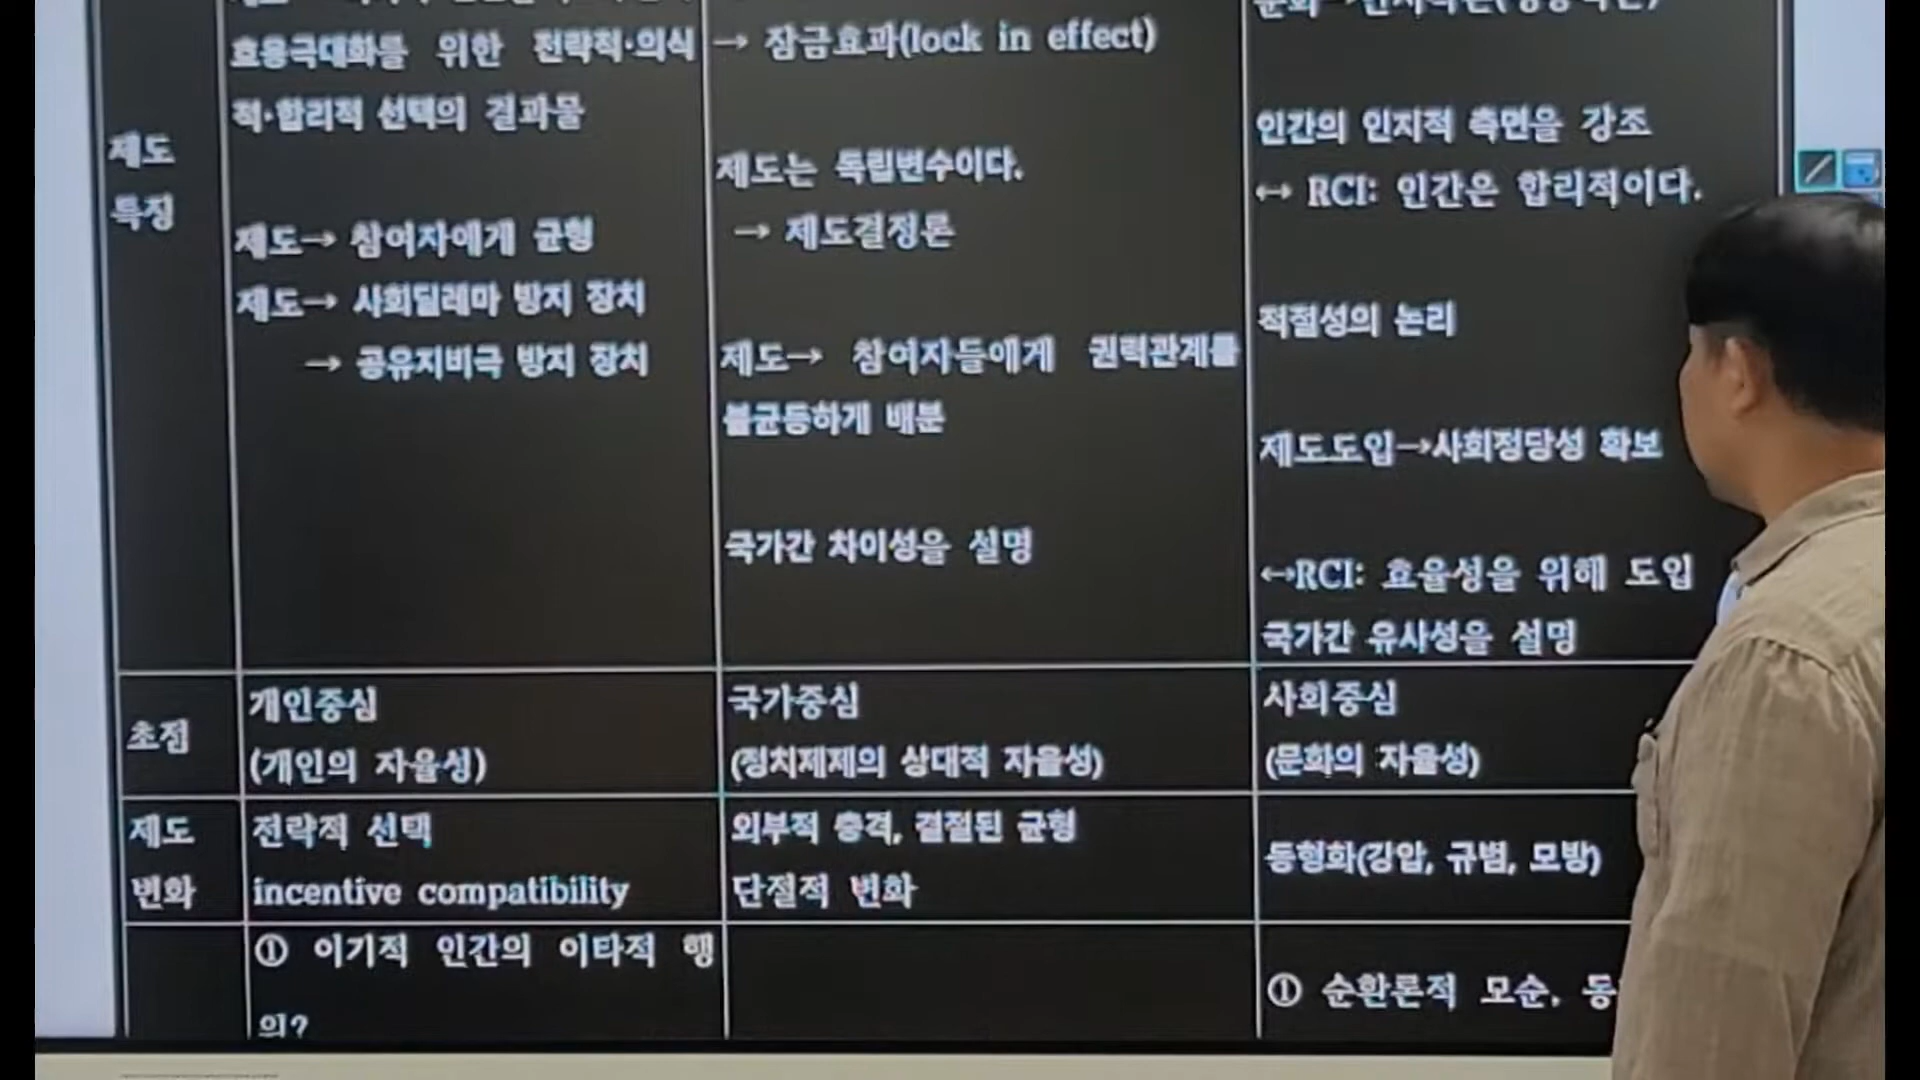 효용극대화를 위한 전략적·의식
적·합리적 선택의 결과물
→ 잠금효과(lock in effect)
인간의 인지적 측면을 강조
↔ RCI: 인간은 합리적이다.
제도
특징
제도→ 참여자에게 균형
제도→ 사회딜레마 방지 장치
→ 공유지비극 방지 장치
제도는 독립변수이다.
→ 제도결정론
제도→ 참여자들에게 권력관계를
불균등하게 배분
국가간 차이성을 설명
적절성의 논리
제도도입→사회정당성 확보
↔RCI: 효율성을 위해 도입
국가간 유사성을 설명
초점
개인중심
(개인의 자율성)
국가중심
(정치제제의 상대적 자율성)
사회중심
(문화의 자율성)
제도
변화
전략적 선택
incentive compatibility
외부적 충격, 결절된 균형
단절적 변화
동형화(강압, 규범, 모방)
① 이기적 인간의 이타적 행
의?
① 순환론적 모순, 동